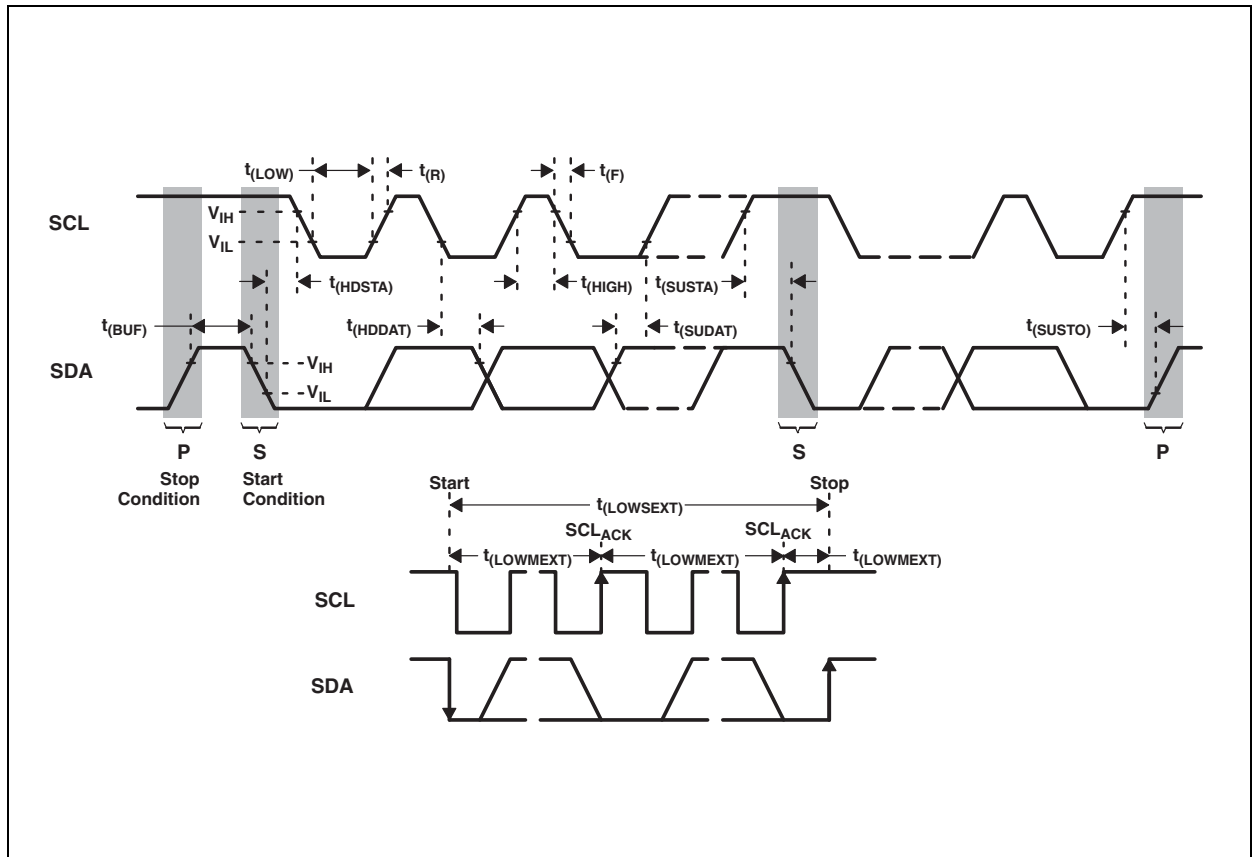 t(LOW) t(R) t(F)
SCL
VIH
VIL
t(HDSTA) t(HIGH) t(SUSTA)
t(BUF) t(HDDAT) t(SUDAT) t(SUSTO)
SDA
VIH
VIL
P S S P
Stop Condition
Start Condition
Start Stop
t(LOWSEXT)
SCLACK SCLACK
t(LOWMEXT) t(LOWMEXT) t(LOWMEXT)
SCL
SDA